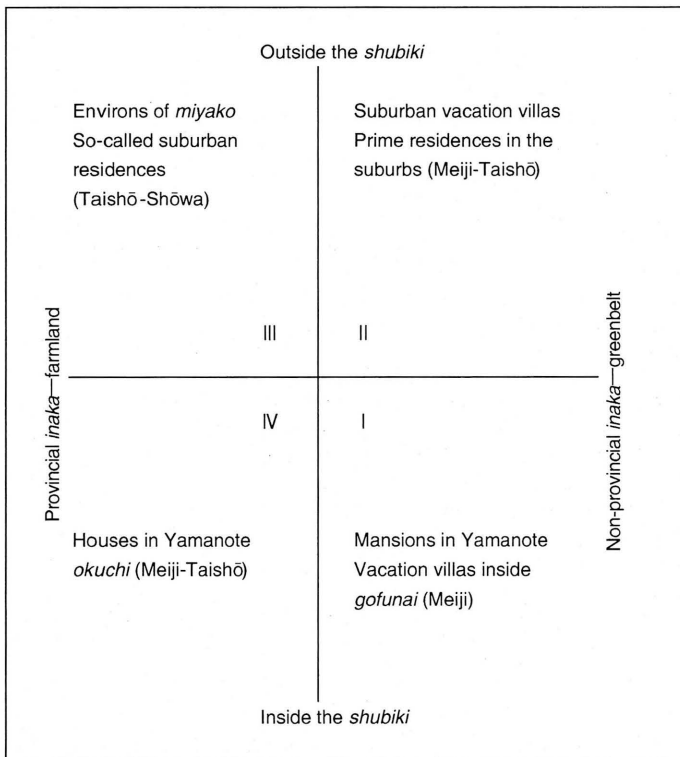 Outside the shubiki
Environs of miyako
So-called suburban
residences
(Taishō-Shōwa)
Suburban vacation villas
Prime residences in the
suburbs (Meiji-Taishō)
Provincial inaka—farmland
III
II
Non-provincial inaka—greenbelt
IV
I
Houses in Yamanote
okuchi (Meiji-Taishō)
Mansions in Yamanote
Vacation villas inside
gofunai (Meiji)
Inside the shubiki